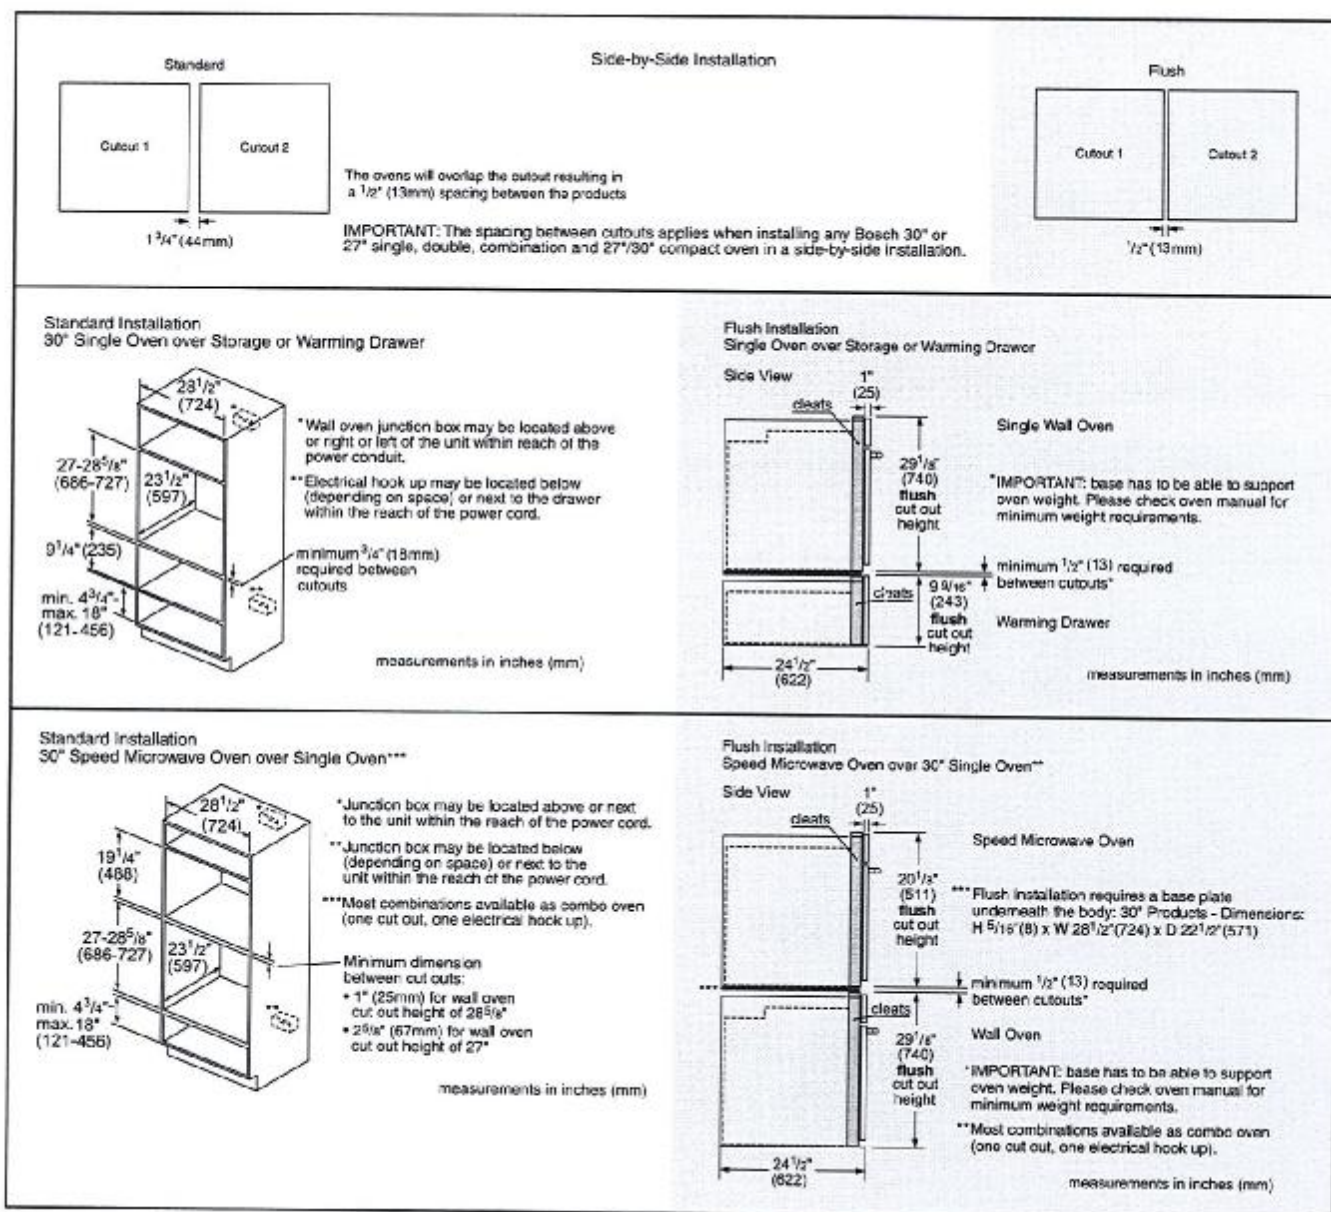 Side-by-Side Installation
Standard
Cutout 1
Cutout 2
1 3/4" (44mm)
The ovens will overlap the cutout resulting in
a 1/2" (13mm) spacing between the products
IMPORTANT: The spacing between cutouts applies when installing any Bosch 30" or
27" single, double, combination and 27"/30" compact oven in a side-by-side installation.
Flush
Cutout 1
Cutout 2
1/2" (13mm)
Standard Installation
30" Single Oven over Storage or Warming Drawer
28 1/2"
(724)
27-28 5/8"
(686-727)
23 1/2"
(597)
9 1/4" (235)
min. 4 3/4"-
max. 18"
(121-456)
*Wall oven junction box may be located above
or right or left of the unit within reach of the
power conduit.
**Electrical hook up may be located below
(depending on space) or next to the drawer
within the reach of the power cord.
minimum 3/4" (18mm)
required between
cutouts
measurements in inches (mm)
Flush Installation
Single Oven over Storage or Warming Drawer
Side View
1"
(25)
cleats
29 1/8"
(740)
flush
cut out
height
Single Wall Oven
*IMPORTANT: base has to be able to support
oven weight. Please check oven manual for
minimum weight requirements.
minimum 1/2" (13) required
between cutouts*
cleats
9 9/16"
(243)
flush
cut out
height
Warming Drawer
24 1/2"
(622)
measurements in inches (mm)
Standard Installation
30" Speed Microwave Oven over Single Oven***
28 1/2"
(724)
19 1/4"
(488)
27-28 5/8"
(686-727)
23 1/2"
(597)
min. 4 3/4"-
max. 18"
(121-456)
*Junction box may be located above or next
to the unit within the reach of the power cord.
**Junction box may be located below
(depending on space) or next to the
unit within the reach of the power cord.
***Most combinations available as combo oven
(one cut out, one electrical hook up).
Minimum dimension
between cut outs:
• 1" (25mm) for wall oven
cut out height of 28 5/8"
• 2 5/8" (67mm) for wall oven
cut out height of 27"
measurements in inches (mm)
Flush Installation
Speed Microwave Oven over 30" Single Oven**
Side View
1"
(25)
cleats
20 1/8"
(511)
flush
cut out
height
Speed Microwave Oven
***Flush installation requires a base plate
underneath the body: 30" Products - Dimensions:
H 5/16"(8) x W 28 1/2"(724) x D 22 1/2"(571)
minimum 1/2" (13) required
between cutouts*
cleats
29 1/8"
(740)
flush
cut out
height
Wall Oven
*IMPORTANT: base has to be able to support
oven weight. Please check oven manual for
minimum weight requirements.
**Most combinations available as combo oven
(one cut out, one electrical hook up).
24 1/2"
(622)
measurements in inches (mm)